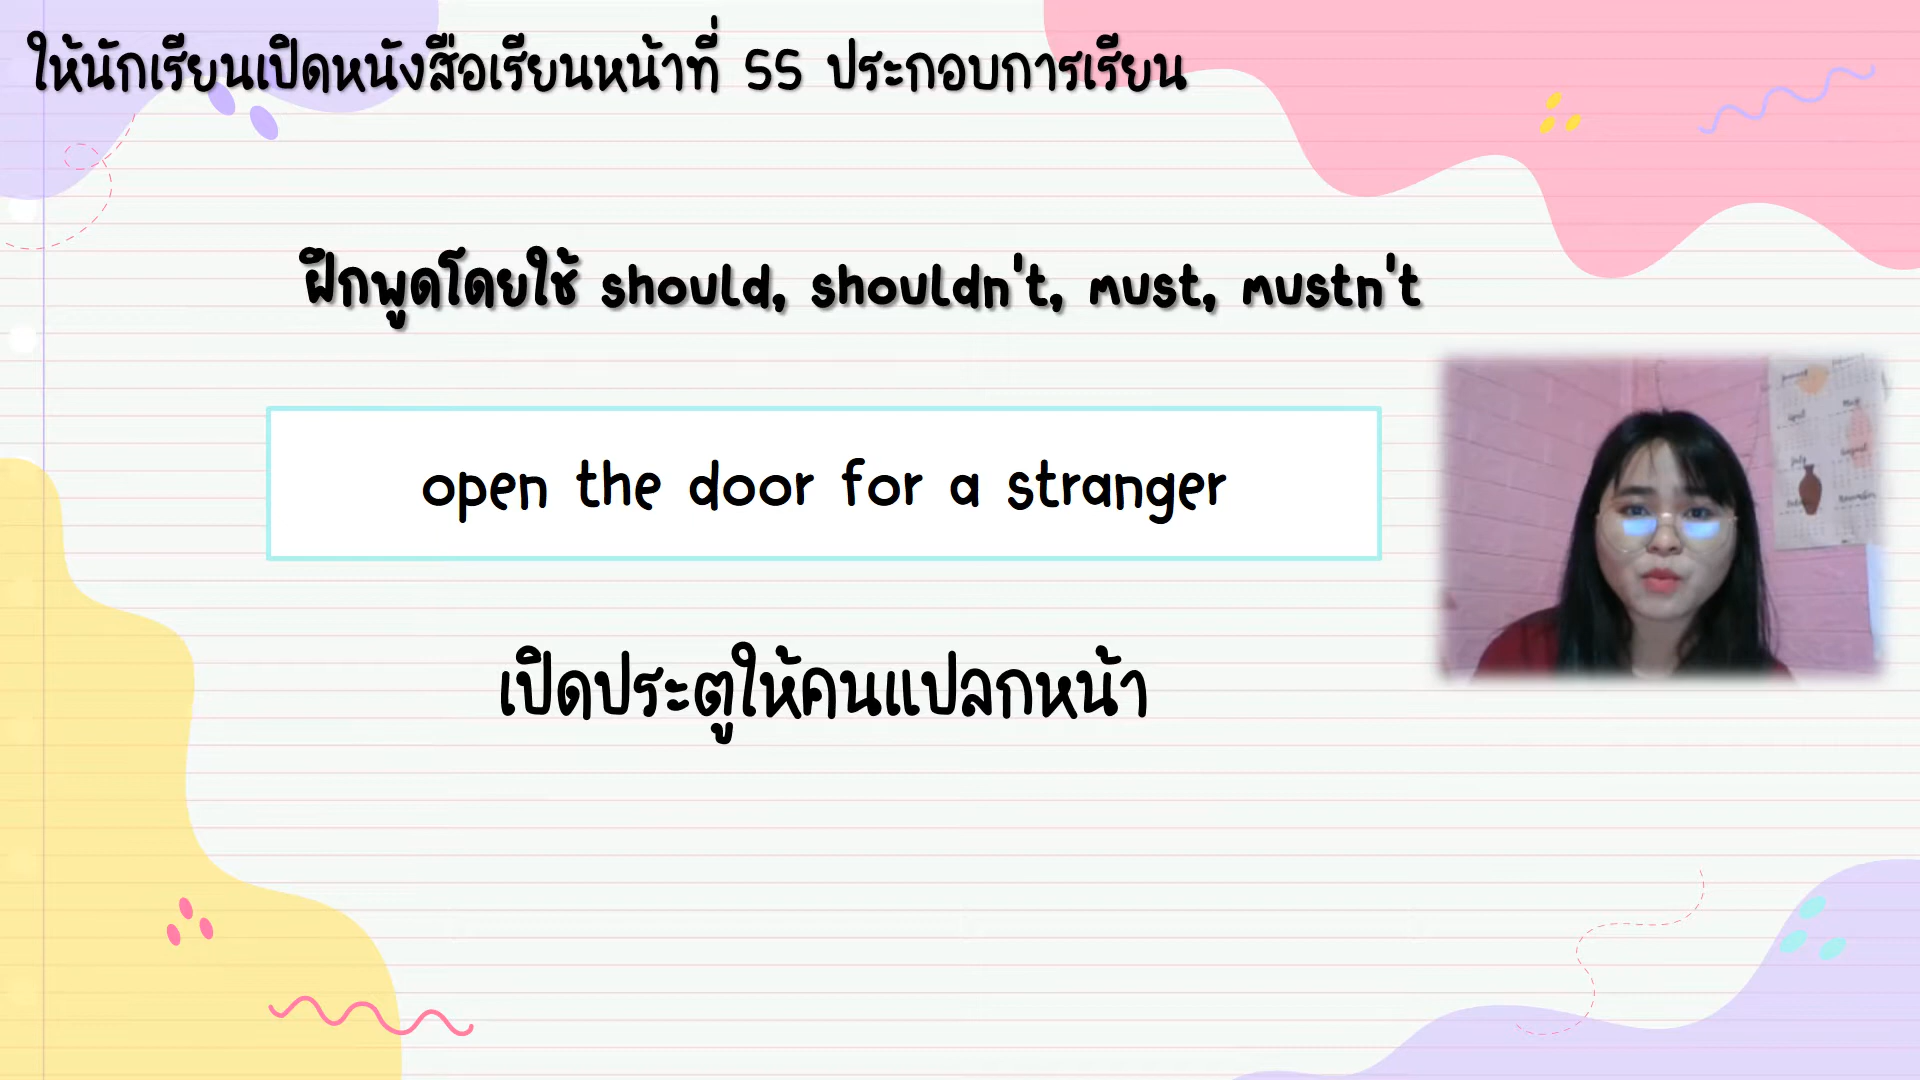 ให้นักเรียนเปิดหนังสือเรียนหน้าที่ 55 ประกอบการเรียน
ฝึกพูดโดยใช้ should, shouldn't, must, mustn't
open the door for a stranger
เปิดประตูให้คนแปลกหน้า